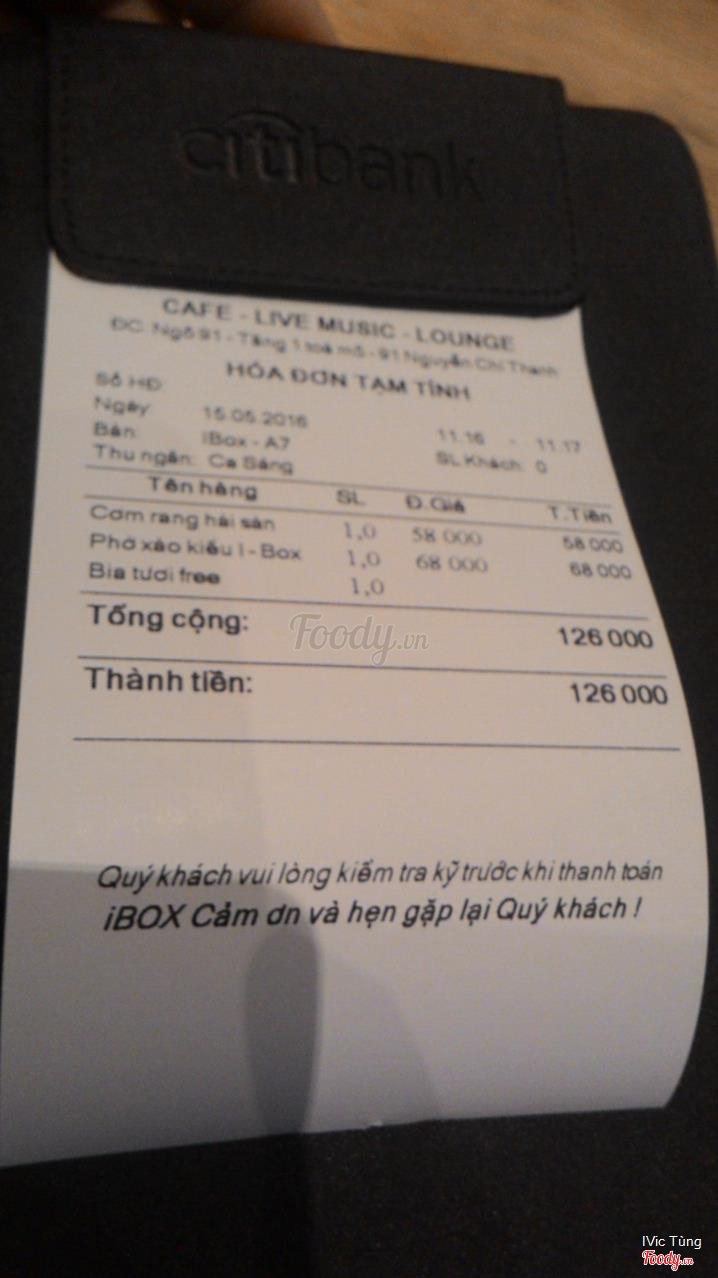 citibank
CAFE - LIVE MUSIC - LOUNGE
ĐC: Ngõ 91 - Tầng 1 toà m5 - 91 Nguyễn Chí Thanh
HÓA ĐƠN TẠM TÍNH
Số HĐ:
Ngày: 15.05.2016 11.16 - 11.17
Bàn: iBox - A7 SL Khách: 0
Thu ngân: Ca Sáng
Tên hàng SL Đ.Giá T.Tiền
Cơm rang hải sản 1,0 58 000 58 000
Phở xào kiểu I - Box 1,0 68 000 68 000
Bia tươi free 1,0
Tổng cộng: 126 000
Foody.vn
Thành tiền: 126 000
Quý khách vui lòng kiểm tra kỹ trước khi thanh toán
iBOX Cảm ơn và hẹn gặp lại Quý khách !
IVic Tùng
Foody.vn